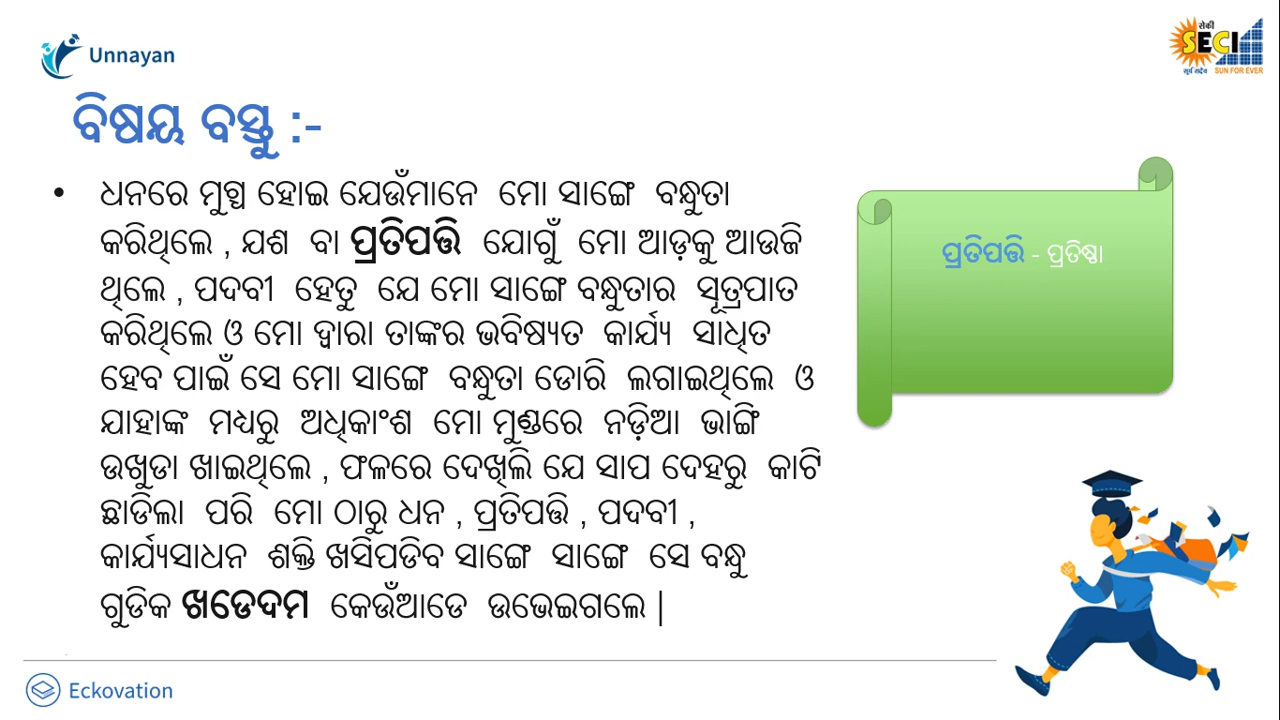 Unnayan
सेकी
SECI
सूर्य सदैव SUN FOR EVER
ବିଷୟ ବସ୍ତୁ :-
• ଧନରେ ମୁଗ୍ଧ ହୋଇ ଯେଉଁମାନେ ମୋ ସାଙ୍ଗେ ବନ୍ଧୁତା
କରିଥିଲେ , ଯଶ ବା ପ୍ରତିପତ୍ତି ଯୋଗୁଁ ମୋ ଆଡ଼କୁ ଆଉଜି
ଥିଲେ , ପଦବୀ ହେତୁ ଯେ ମୋ ସାଙ୍ଗେ ବନ୍ଧୁତାର ସୂତ୍ରପାତ
କରିଥିଲେ ଓ ମୋ ଦ୍ୱାରା ତାଙ୍କର ଭବିଷ୍ୟତ କାର୍ଯ୍ୟ ସାଧିତ
ହେବ ପାଇଁ ସେ ମୋ ସାଙ୍ଗେ ବନ୍ଧୁତା ଡୋରି ଲଗାଇଥିଲେ ଓ
ଯାହାଙ୍କ ମଧ୍ୟରୁ ଅଧିକାଂଶ ମୋ ମୁଣ୍ଡରେ ନଡ଼ିଆ ଭାଙ୍ଗି
ଉଖୁଡା ଖାଇଥିଲେ , ଫଳରେ ଦେଖିଲି ଯେ ସାପ ଦେହରୁ କାଟି
ଛାଡିଲା ପରି ମୋ ଠାରୁ ଧନ , ପ୍ରତିପତ୍ତି , ପଦବୀ ,
କାର୍ଯ୍ୟସାଧନ ଶକ୍ତି ଖସିପଡିବ ସାଙ୍ଗେ ସାଙ୍ଗେ ସେ ବନ୍ଧୁ
ଗୁଡିକ ଖଡେଦମ କେଉଁଆଡେ ଉଭେଇଗଲେ |
ପ୍ରତିପତ୍ତି - ପ୍ରତିଷ୍ଠା
Eckovation